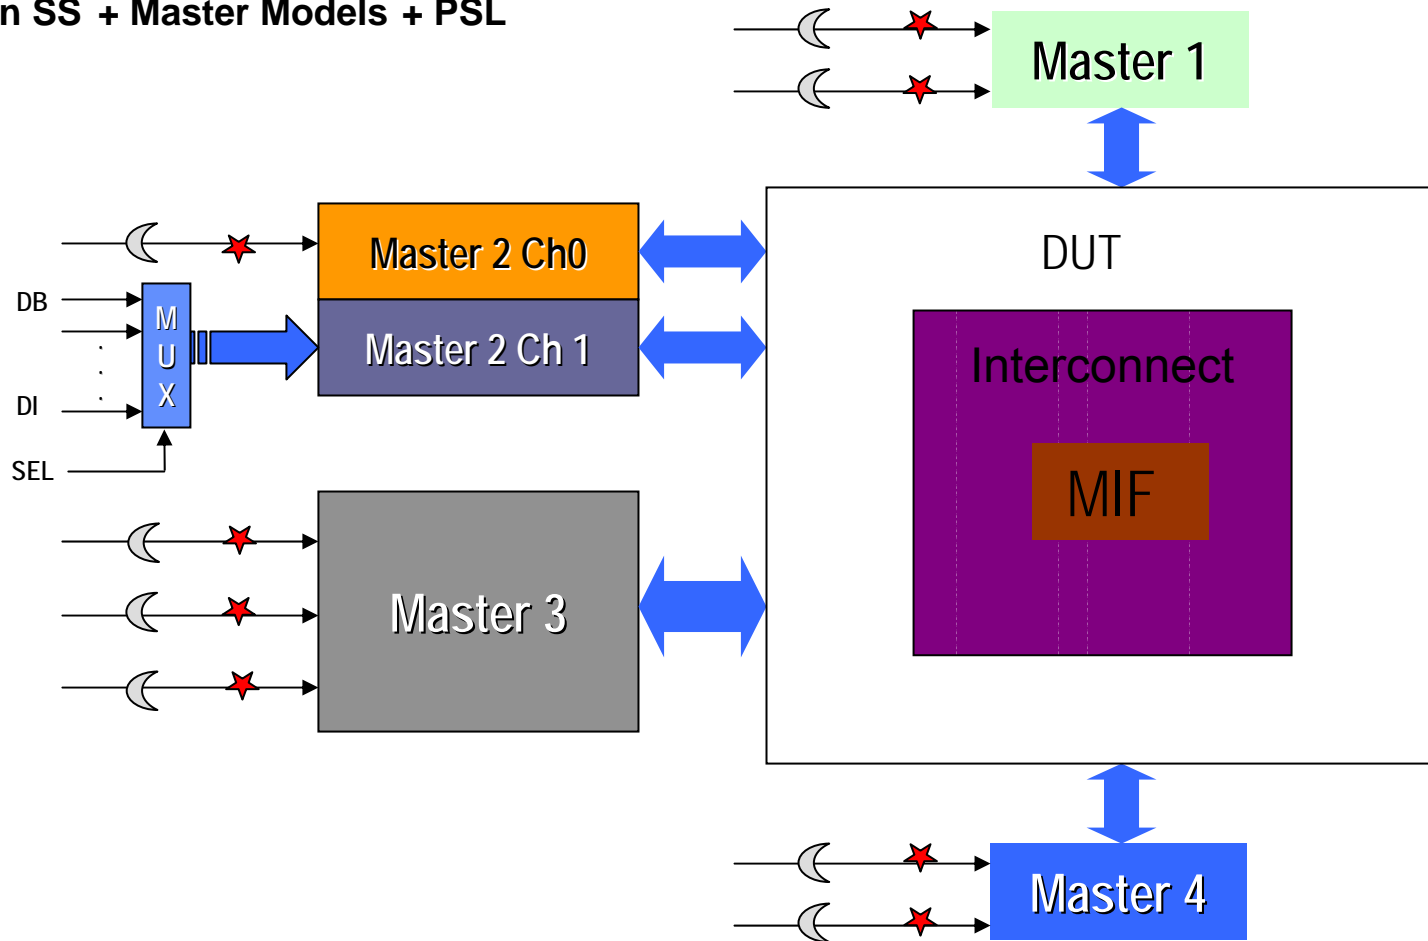 n SS + Master Models + PSL
Master 1
Master 2 Ch0
DUT
DB
M
U
X
Master 2 Ch 1
Interconnect
DI
SEL
MIF
Master 3
Master 4